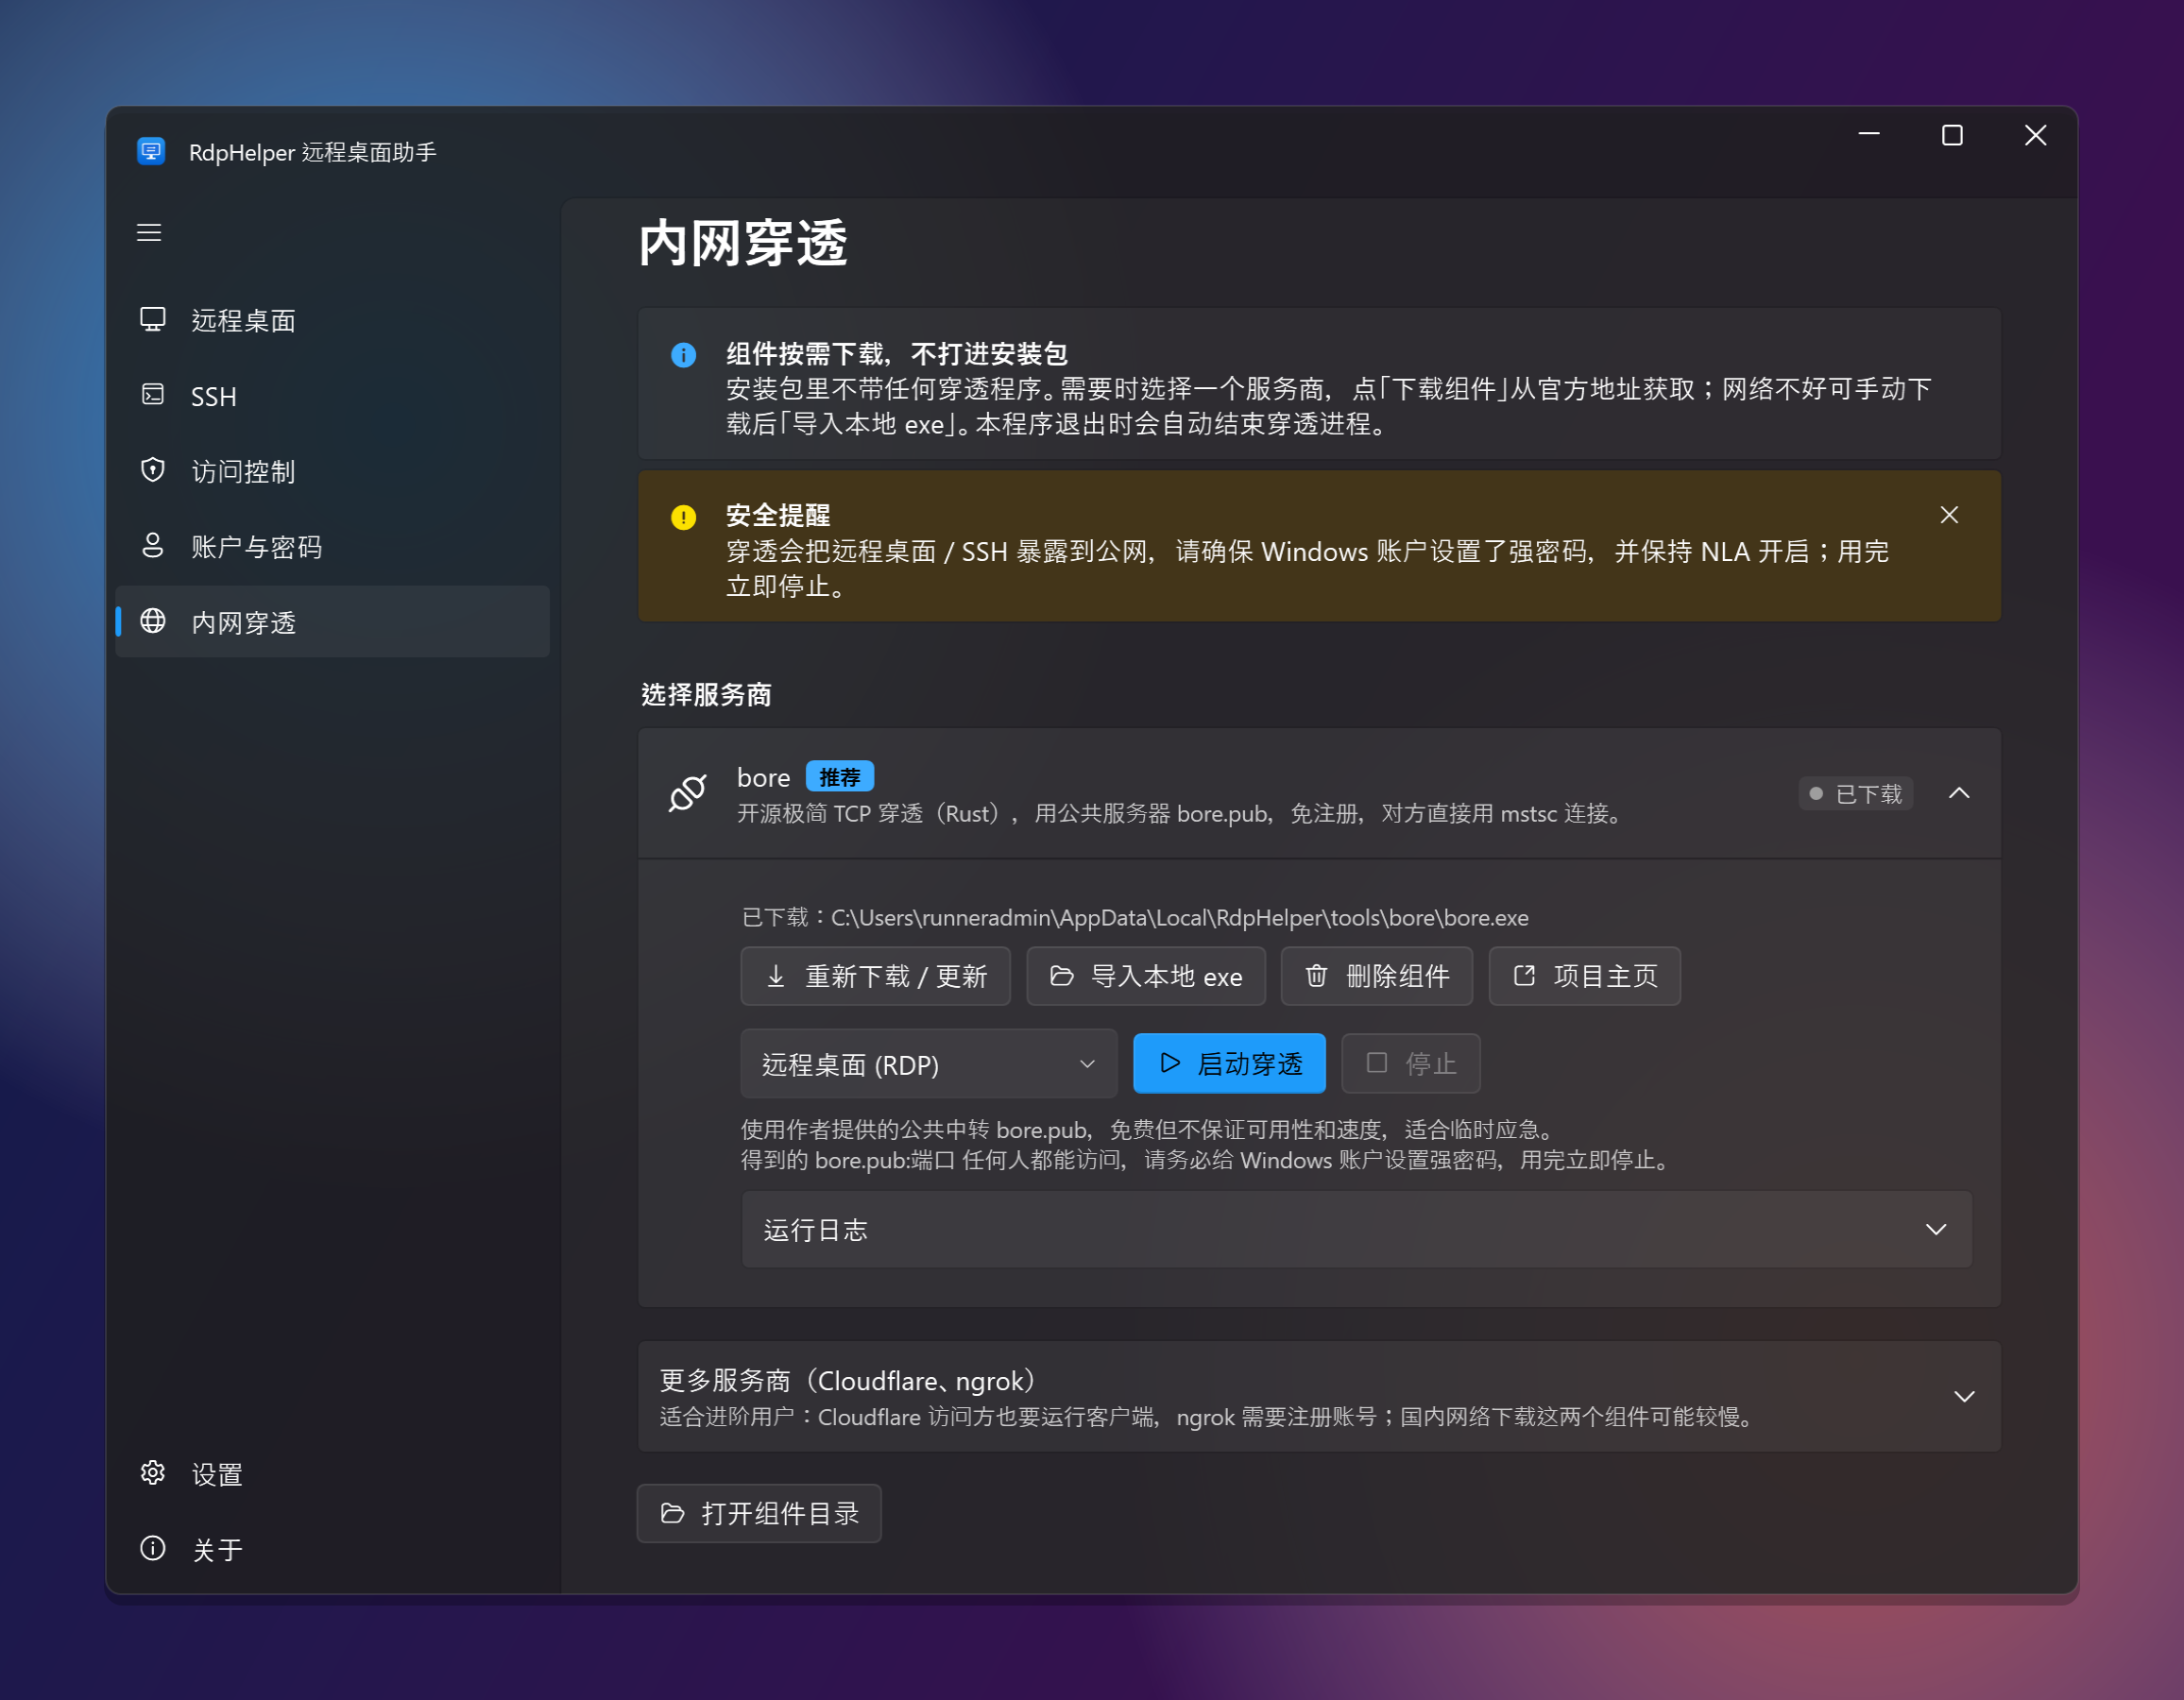 RdpHelper 远程桌面助手
远程桌面
SSH
访问控制
账户与密码
内网穿透
设置
关于
内网穿透
组件按需下载，不打进安装包
安装包里不带任何穿透程序。需要时选择一个服务商，点「下载组件」从官方地址获取；网络不好可手动下
载后「导入本地 exe」。本程序退出时会自动结束穿透进程。
安全提醒
穿透会把远程桌面 / SSH 暴露到公网，请确保 Windows 账户设置了强密码，并保持 NLA 开启；用完
立即停止。
选择服务商
bore 推荐
开源极简 TCP 穿透（Rust），用公共服务器 bore.pub，免注册，对方直接用 mstsc 连接。
已下载
已下载：C:\Users\runneradmin\AppData\Local\RdpHelper\tools\bore\bore.exe
重新下载 / 更新 导入本地 exe 删除组件 项目主页
远程桌面 (RDP) 启动穿透 停止
使用作者提供的公共中转 bore.pub，免费但不保证可用性和速度，适合临时应急。
得到的 bore.pub:端口 任何人都能访问，请务必给 Windows 账户设置强密码，用完立即停止。
运行日志
更多服务商（Cloudflare、ngrok）
适合进阶用户：Cloudflare 访问方也要运行客户端，ngrok 需要注册账号；国内网络下载这两个组件可能较慢。
打开组件目录